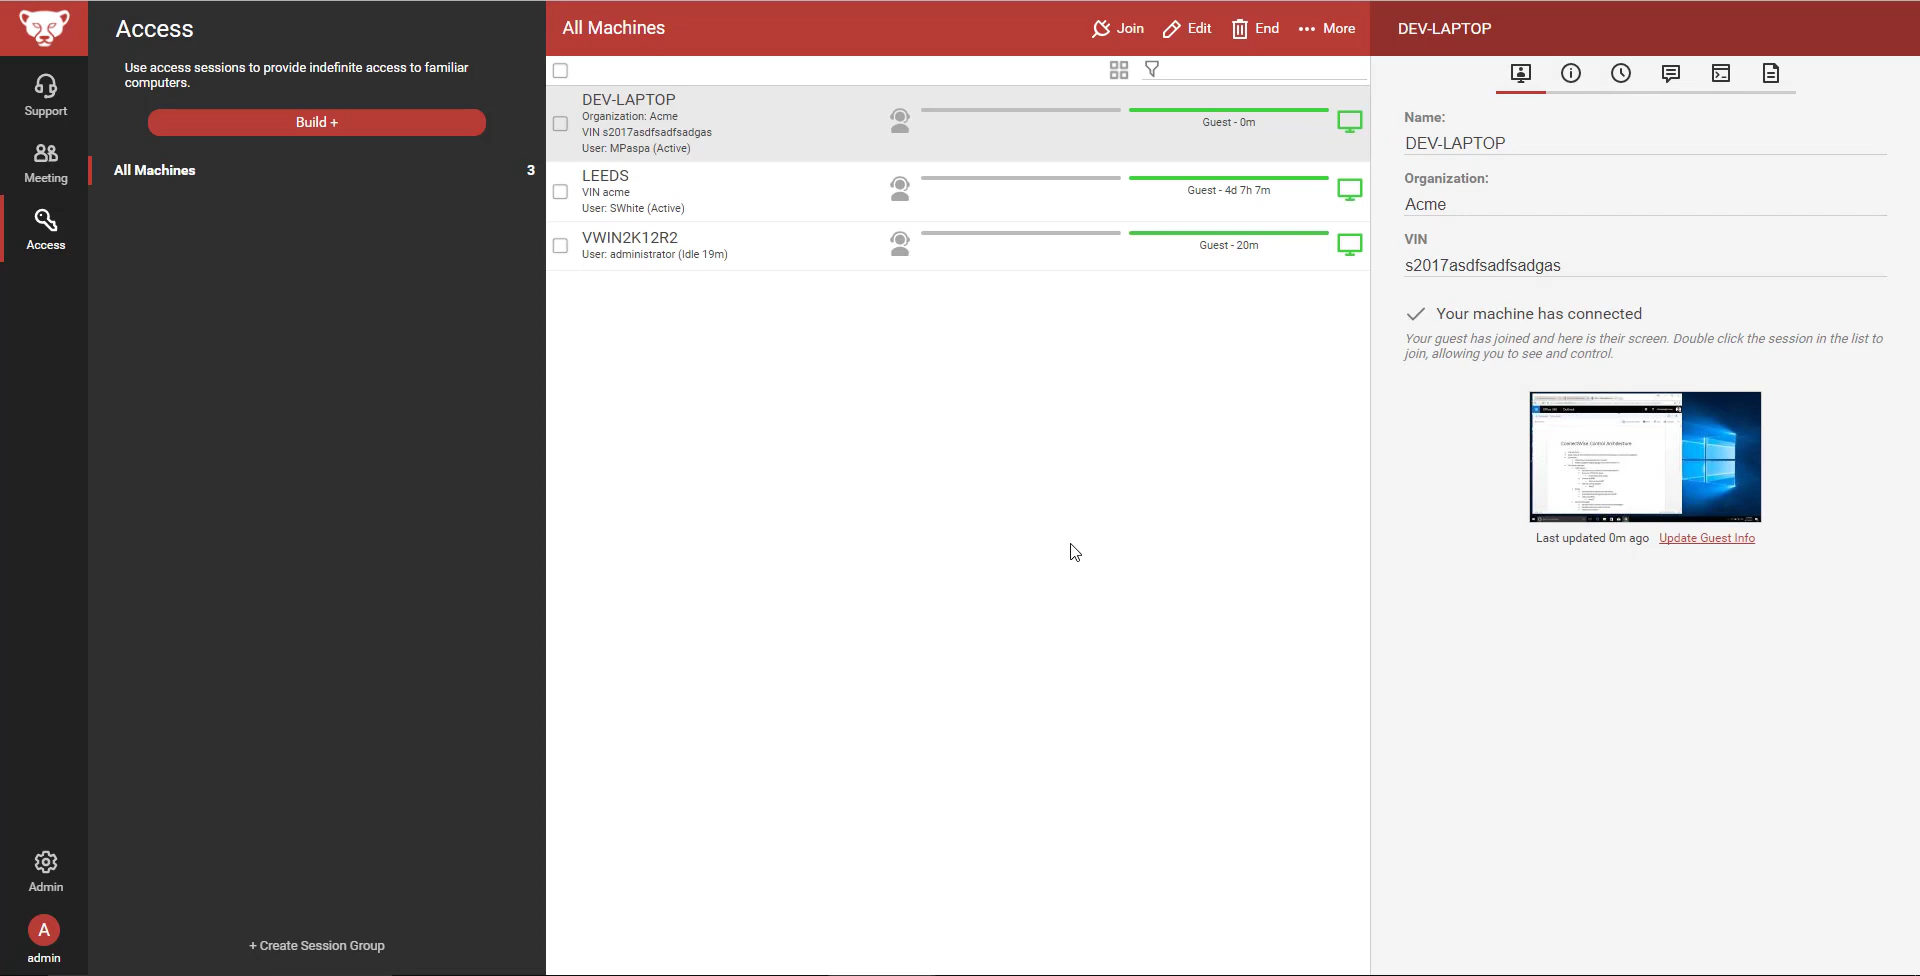 Access
Use access sessions to provide indefinite access to familiar
computers.
Build +
All Machines 3
+ Create Session Group
Support
Meeting
Access
Admin
A
admin
All Machines
Join
Edit
End
More
DEV-LAPTOP
Organization: Acme
VIN s2017asdfsadfsadgas
User: MPaspa (Active)
Guest - 0m
LEEDS
VIN acme
User: SWhite (Active)
Guest - 4d 7h 7m
VWIN2K12R2
User: administrator (Idle 19m)
Guest - 20m
DEV-LAPTOP
Name:
DEV-LAPTOP
Organization:
Acme
VIN
s2017asdfsadfsadgas
Your machine has connected
Your guest has joined and here is their screen. Double click the session in the list to
join, allowing you to see and control.
ConnectWise Control Architecture
Last updated 0m ago Update Guest Info